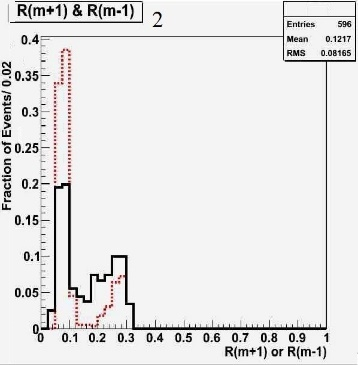 R(m+1) & R(m-1)
2
Entries 596
Mean 0.1217
RMS 0.08165
Fraction of Events/ 0.02
0.4
0.35
0.3
0.25
0.2
0.15
0.1
0.05
0
0 0.1 0.2 0.3 0.4 0.5 0.6 0.7 0.8 0.9 1
R(m+1) or R(m-1)